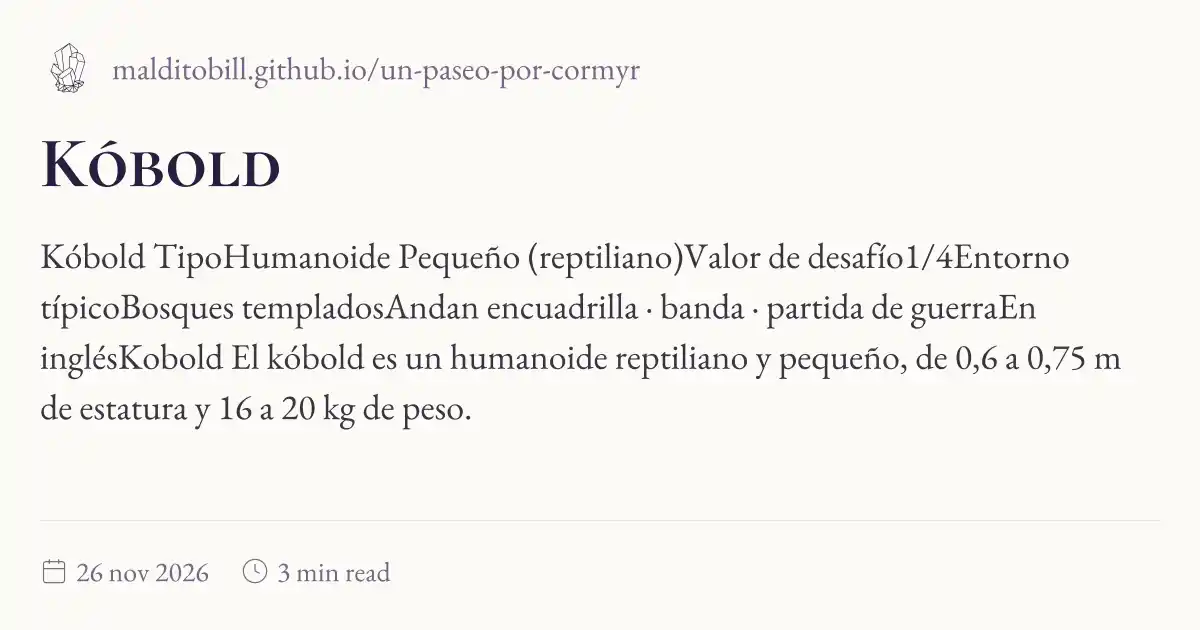 malditobill.github.io/un-paseo-por-cormyr
Kóbold
Kóbold TipoHumanoide Pequeño (reptiliano)Valor de desafío1/4Entorno
típicoBosques templadosAndan encuadrilla · banda · partida de guerraEn
inglésKobold El kóbold es un humanoide reptiliano y pequeño, de 0,6 a 0,75 m
de estatura y 16 a 20 kg de peso.
26 nov 2026 3 min read